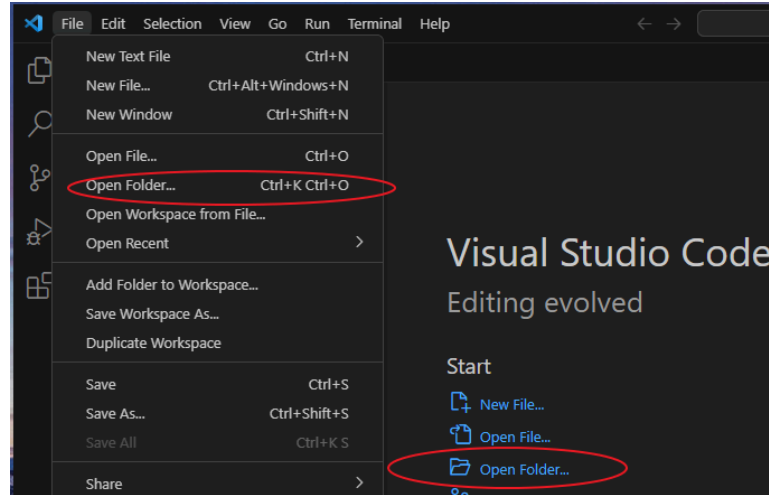 File Edit Selection View Go Run Terminal Help
New Text File Ctrl+N
New File... Ctrl+Alt+Windows+N
New Window Ctrl+Shift+N
Open File... Ctrl+O
Open Folder... Ctrl+K Ctrl+O
Open Workspace from File...
Open Recent
Add Folder to Workspace...
Save Workspace As...
Duplicate Workspace
Save Ctrl+S
Save As... Ctrl+Shift+S
Save All Ctrl+K S
Share
Visual Studio Code
Editing evolved
Start
New File...
Open File...
Open Folder...